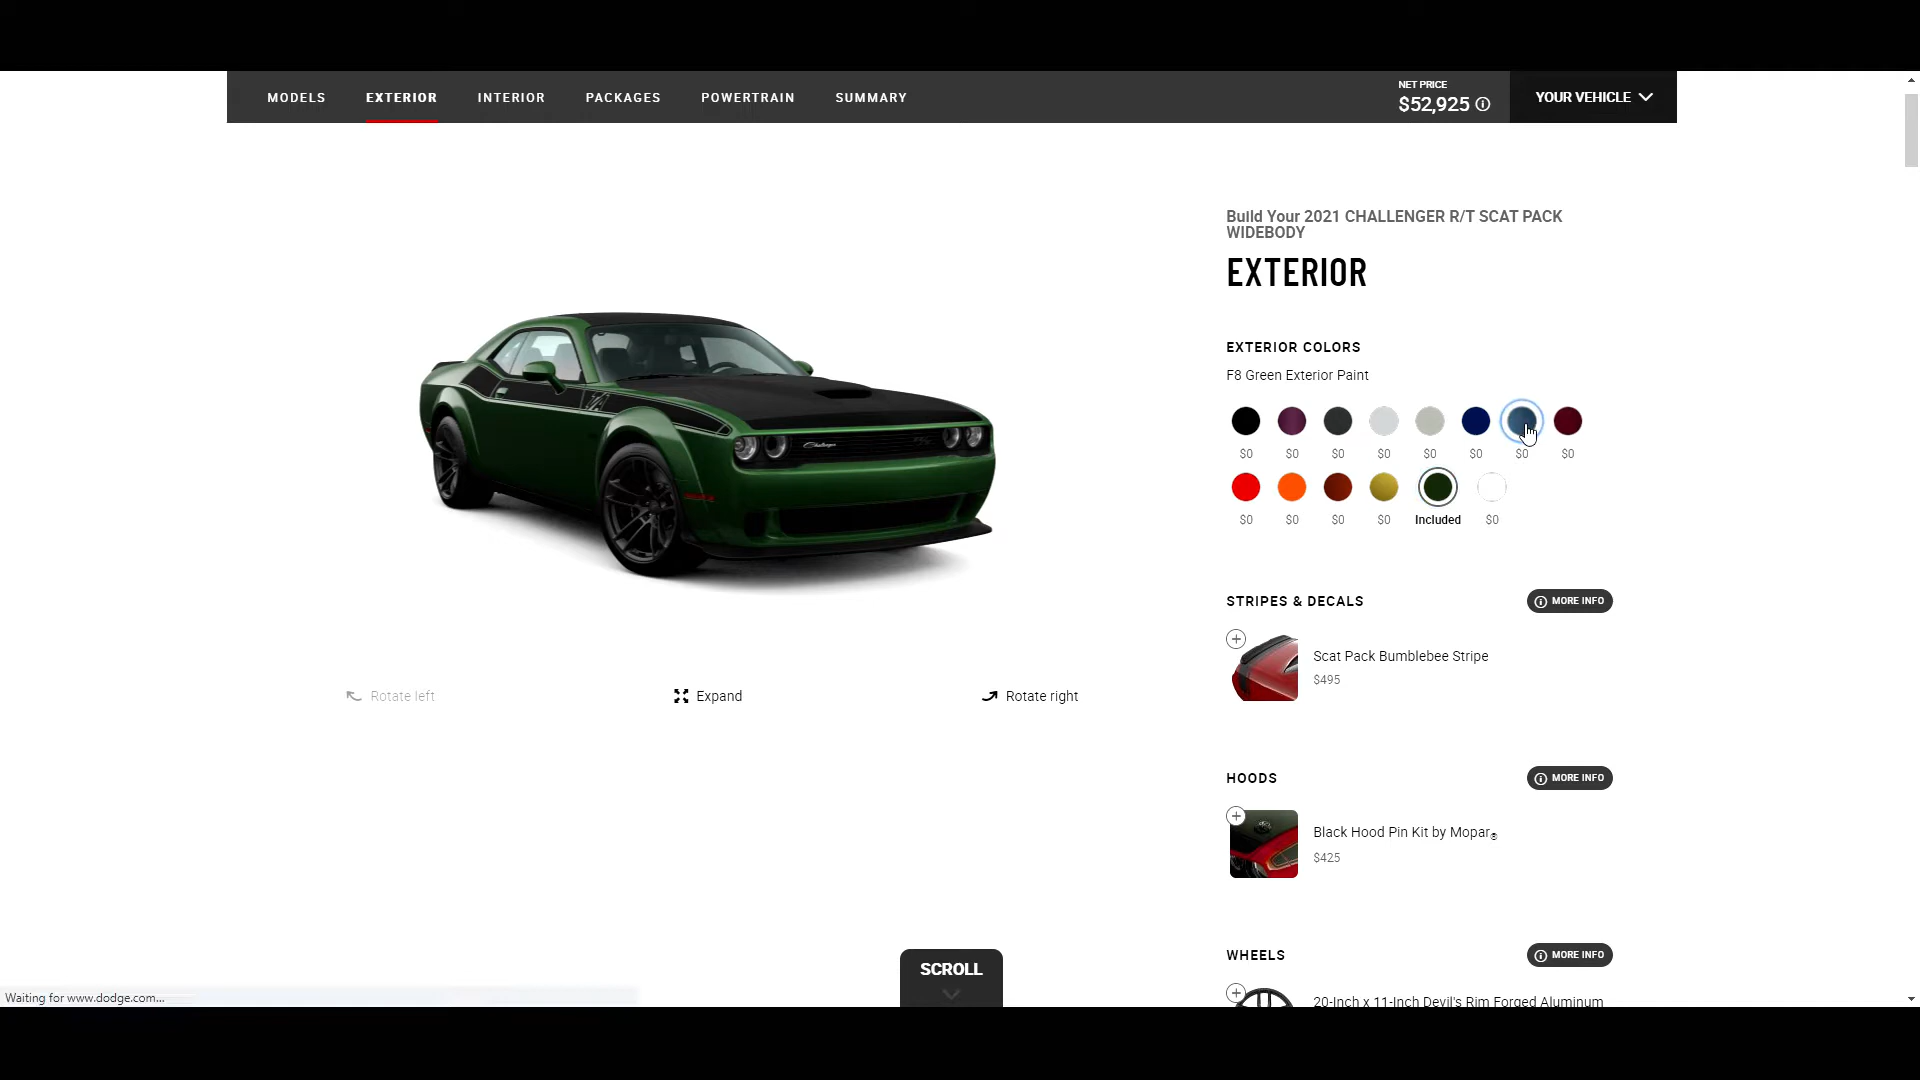 MODELS
EXTERIOR
INTERIOR
PACKAGES
POWERTRAIN
SUMMARY
NET PRICE
$52,925
YOUR VEHICLE
Build Your 2021 CHALLENGER R/T SCAT PACK
WIDEBODY
EXTERIOR
EXTERIOR COLORS
F8 Green Exterior Paint
$0 $0 $0 $0 $0 $0 $0 $0
$0 $0 $0 $0 Included $0
STRIPES & DECALS
MORE INFO
Scat Pack Bumblebee Stripe
$495
Rotate left
Expand
Rotate right
HOODS
MORE INFO
Black Hood Pin Kit by Mopar®
$425
WHEELS
MORE INFO
20-Inch x 11-Inch Devil's Rim Forged Aluminum
SCROLL
Waiting for www.dodge.com...
Challenger